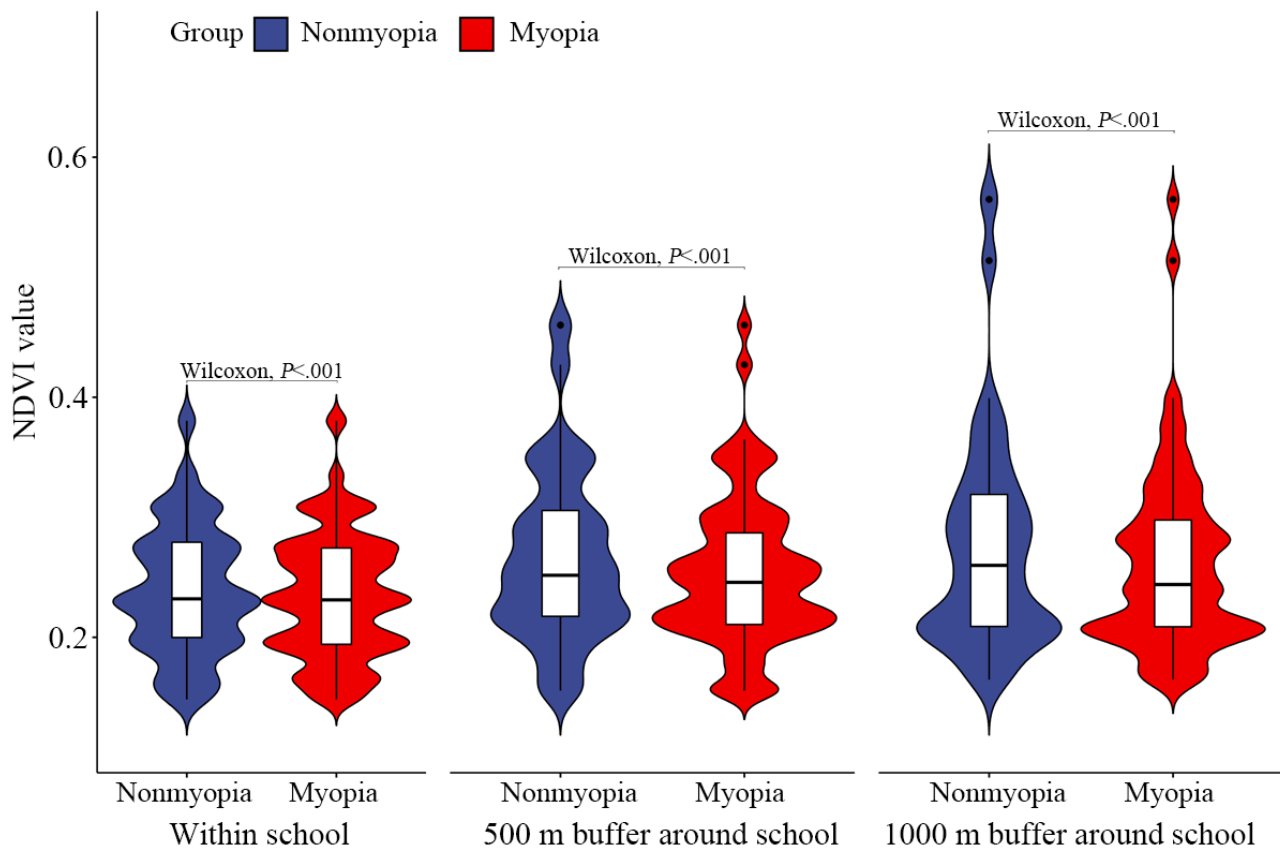 Group Nonmyopia Myopia
Wilcoxon, P<.001
0.6
Wilcoxon, P<.001
Wilcoxon, P<.001
0.4
0.2
NDVI value
Nonmyopia Myopia Nonmyopia Myopia Nonmyopia Myopia
Within school 500 m buffer around school 1000 m buffer around school